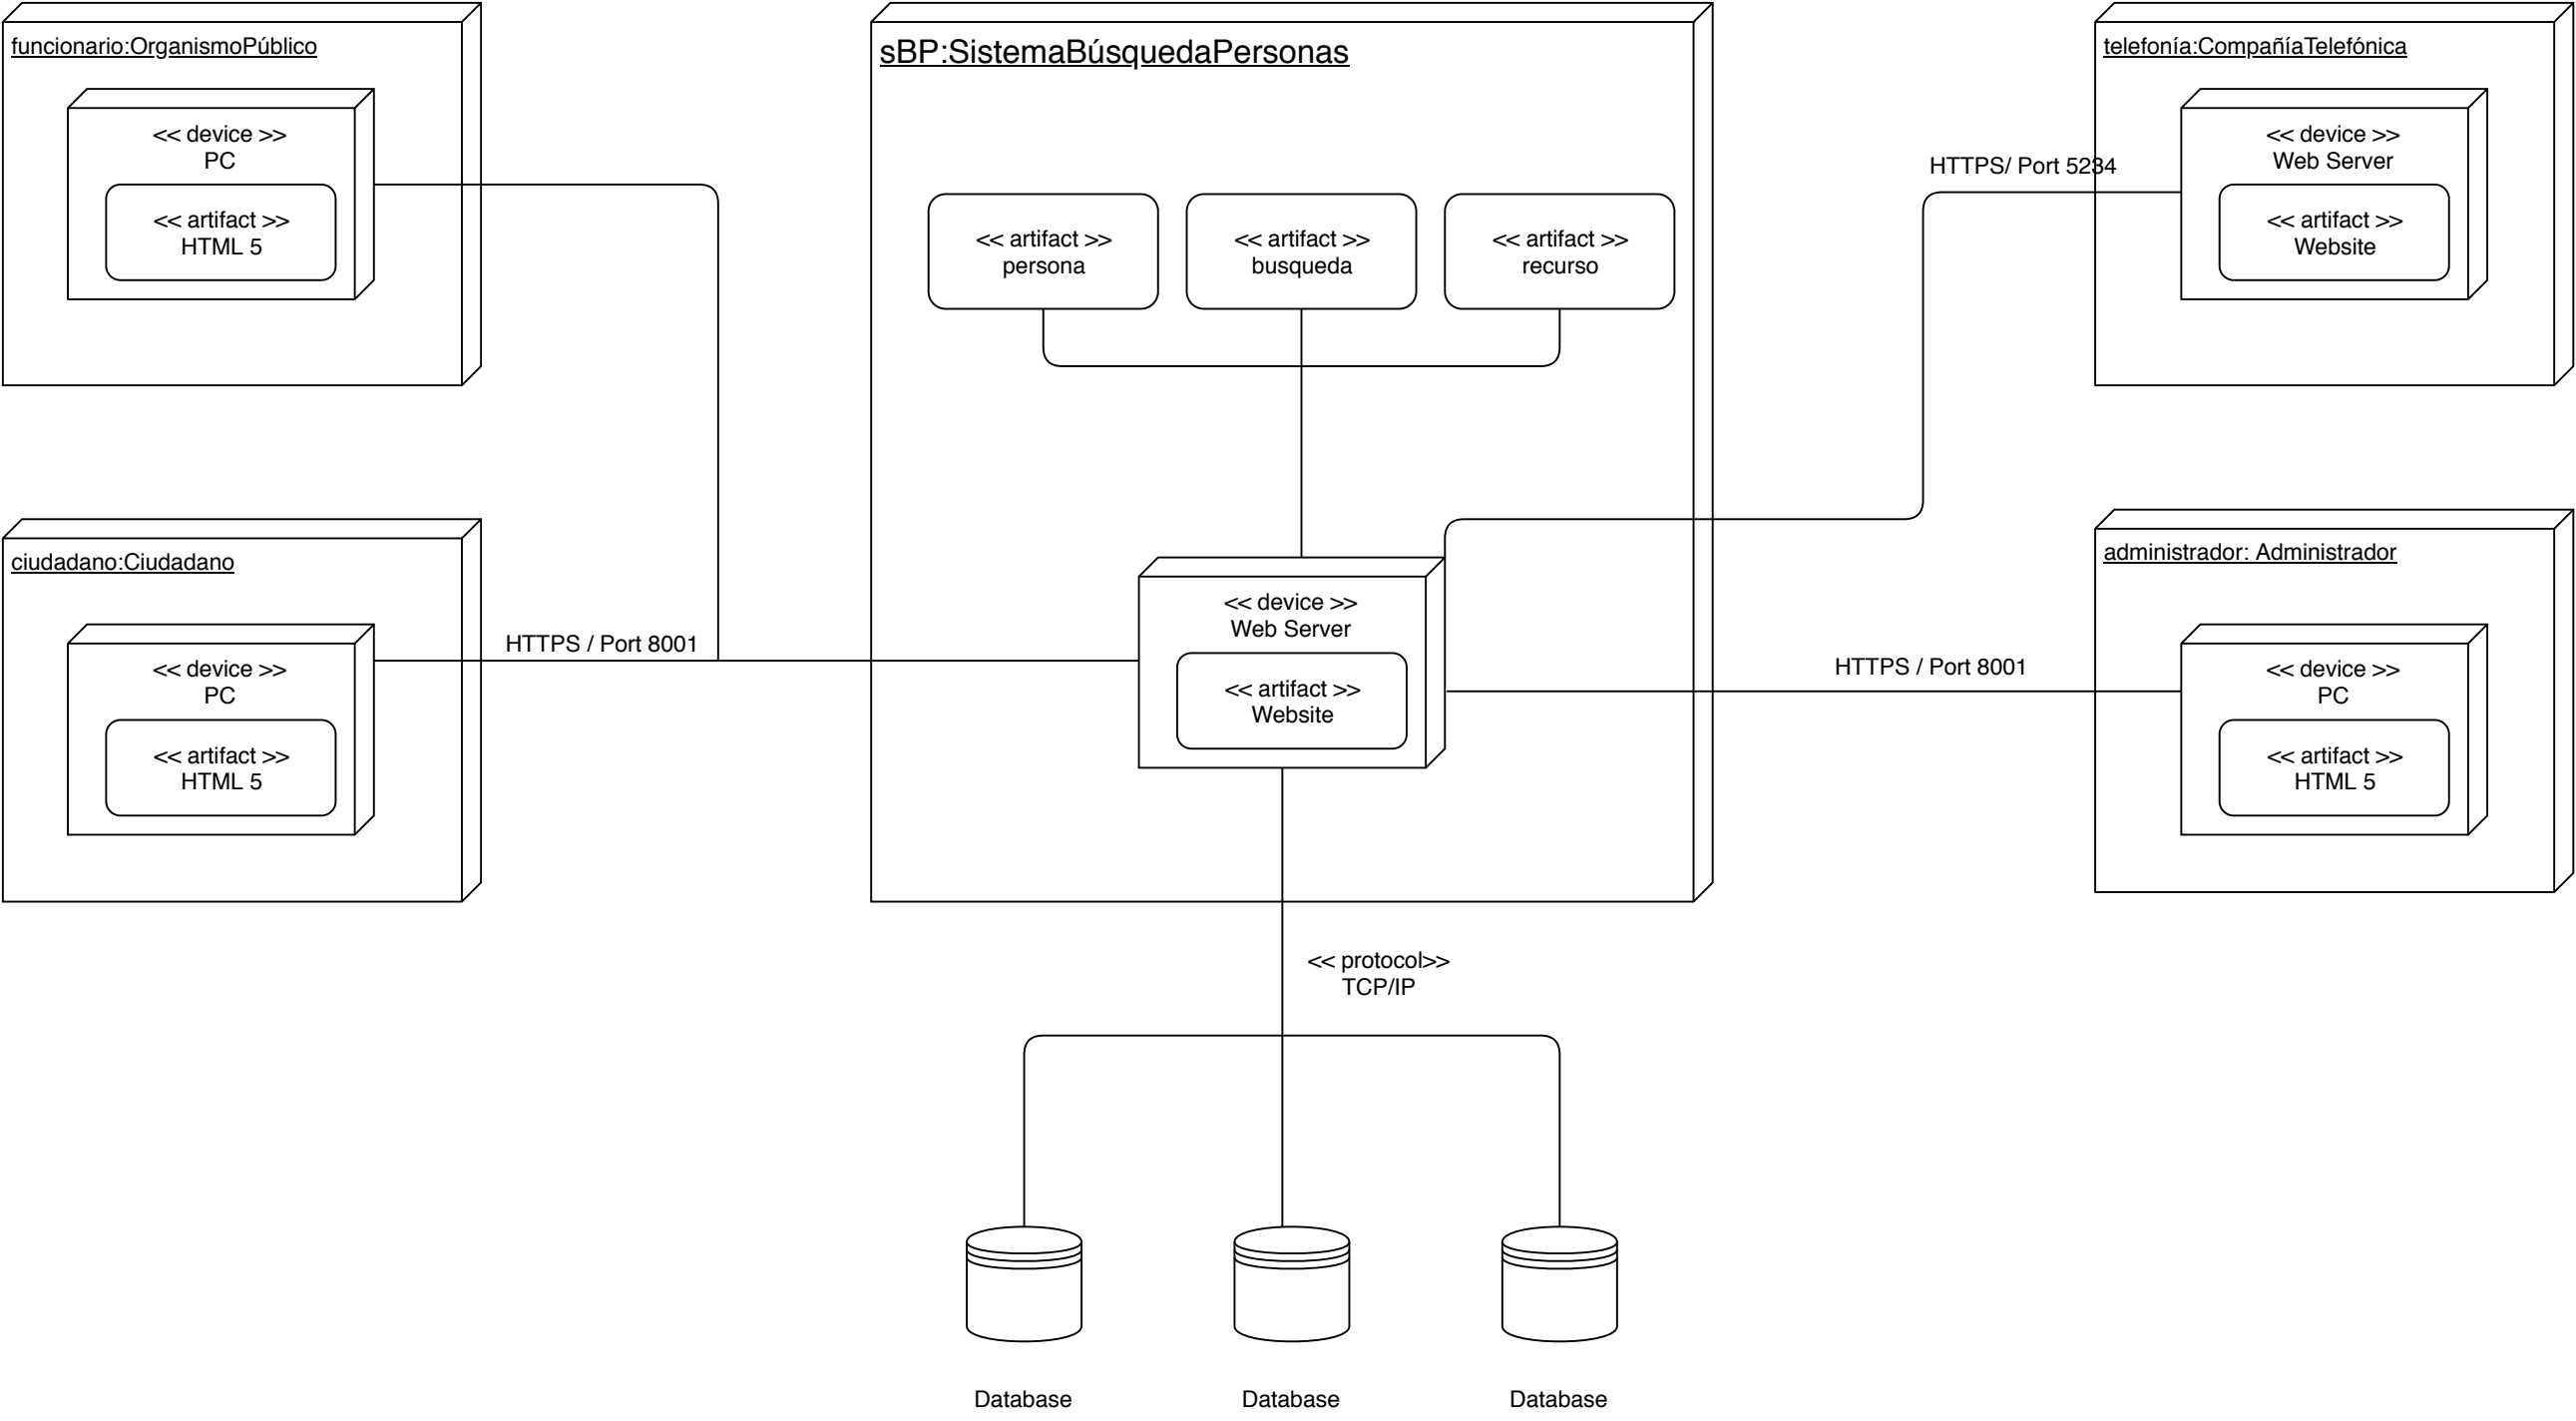 funcionario:OrganismoPúblico
<< device >>
PC
<< artifact >>
HTML 5
sBP:SistemaBúsquedaPersonas
<< artifact >>
persona
<< artifact >>
busqueda
<< artifact >>
recurso
telefonía:CompañíaTelefónica
<< device >>
Web Server
<< artifact >>
Website
HTTPS/ Port 5234
ciudadano:Ciudadano
<< device >>
PC
<< artifact >>
HTML 5
HTTPS / Port 8001
<< device >>
Web Server
<< artifact >>
Website
HTTPS / Port 8001
administrador: Administrador
<< device >>
PC
<< artifact >>
HTML 5
<< protocol>>
TCP/IP
Database
Database
Database